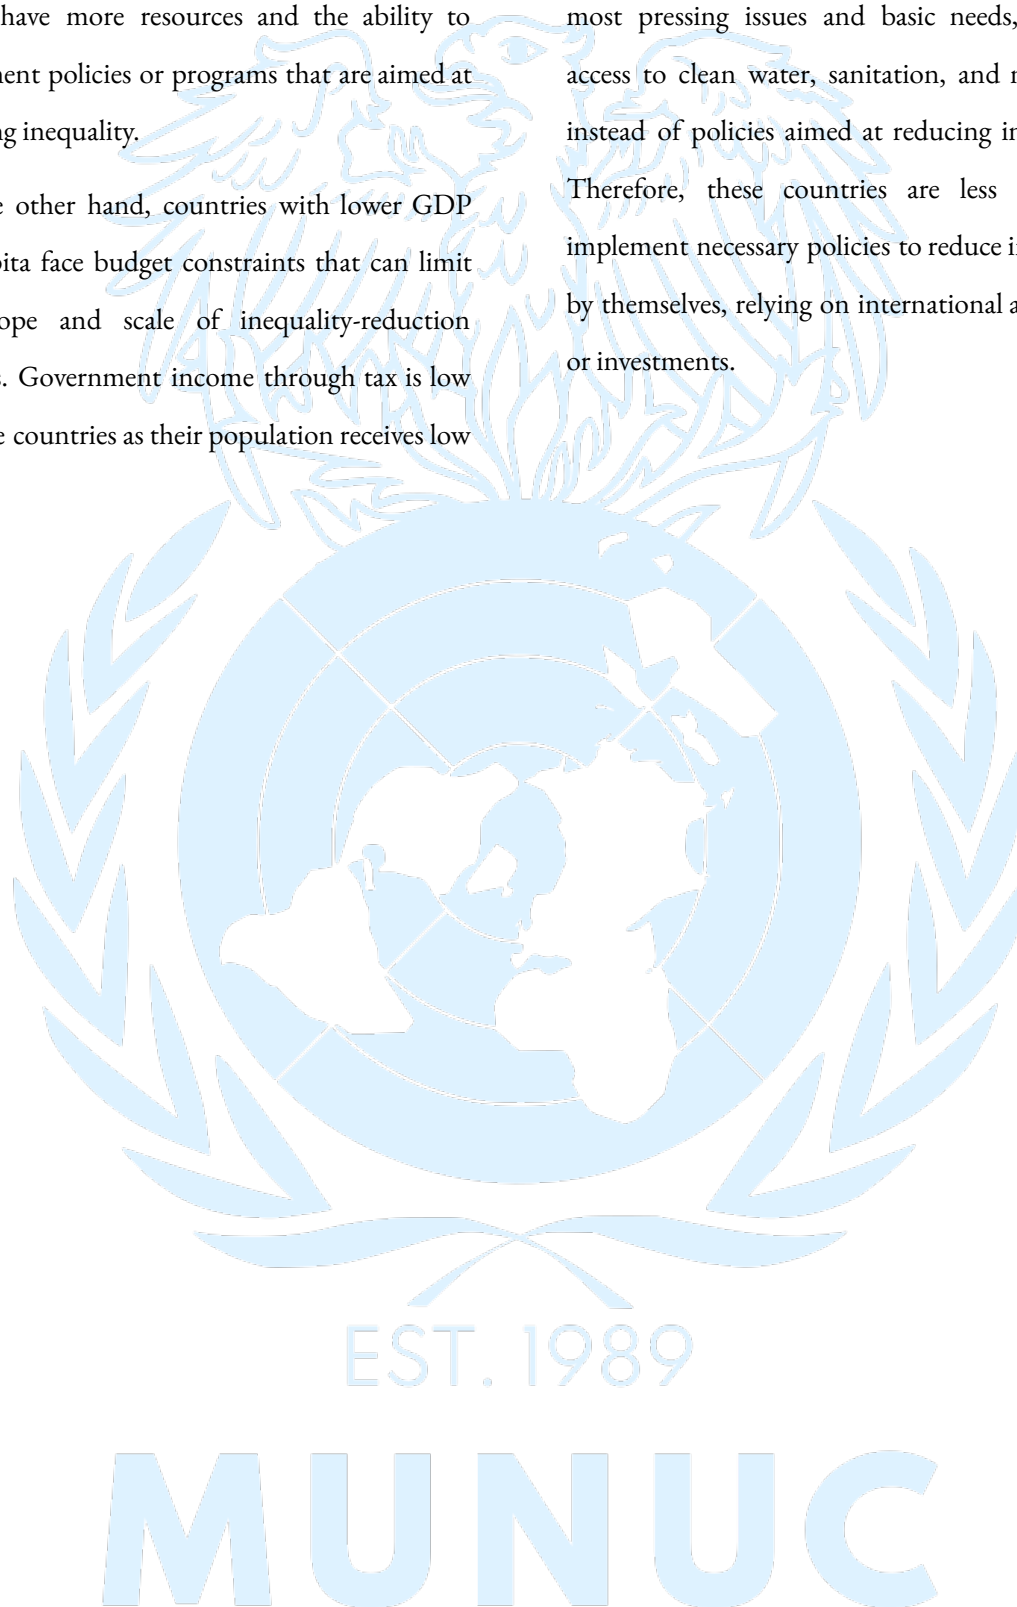 have more resources and the ability to
ment policies or programs that are aimed at
ng inequality.
e other hand, countries with lower GDP
pita face budget constraints that can limit
ope and scale of inequality-reduction
s. Government income through tax is low
e countries as their population receives low
most pressing issues and basic needs,
access to clean water, sanitation, and
instead of policies aimed at reducing in
Therefore, these countries are less
implement necessary policies to reduce i
by themselves, relying on international a
or investments.
EST. 1989
MUNUC